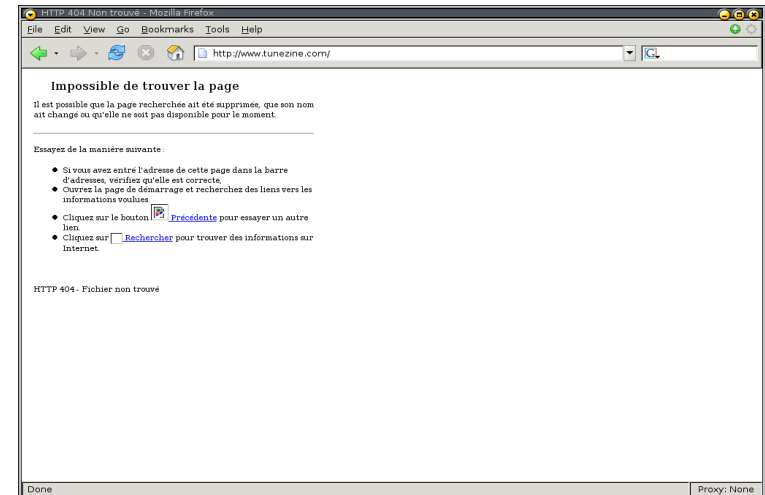 HTTP 404 Non trouvé - Mozilla Firefox
File Edit View Go Bookmarks Tools Help
http://www.tunezine.com/ G
Impossible de trouver la page
Il est possible que la page recherchée ait été supprimée, que son nom
ait changé ou qu'elle ne soit pas disponible pour le moment.
Essayez de la manière suivante :
Si vous avez entré l'adresse de cette page dans la barre
d'adresses, vérifiez qu'elle est correcte,
Ouvrez la page de démarrage et recherchez des liens vers les
informations voulues.
Cliquez sur le bouton Précédente pour essayer un autre
lien.
Cliquez sur Rechercher pour trouver des informations sur
Internet.
HTTP 404 - Fichier non trouvé
Done Proxy: None